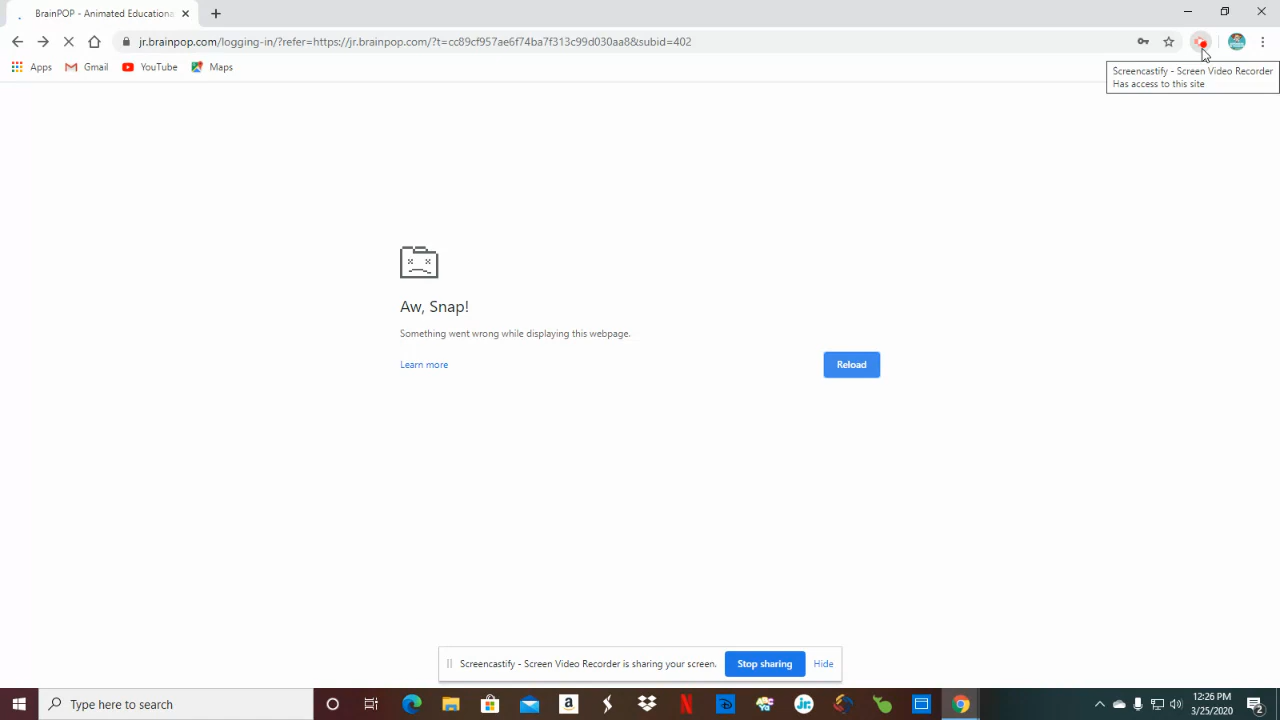 BrainPOP - Animated Educationa
jr.brainpop.com/logging-in/?refer=https://jr.brainpop.com/?t=cc89cf957ae6f74ba7f313c99d030aa8&subid=402
Apps Gmail YouTube Maps
Screencastify - Screen Video Recorder
Has access to this site
Aw, Snap!
Something went wrong while displaying this webpage.
Learn more Reload
Screencastify - Screen Video Recorder is sharing your screen. Stop sharing Hide
12:26 PM
Type here to search jr.
3/25/2020